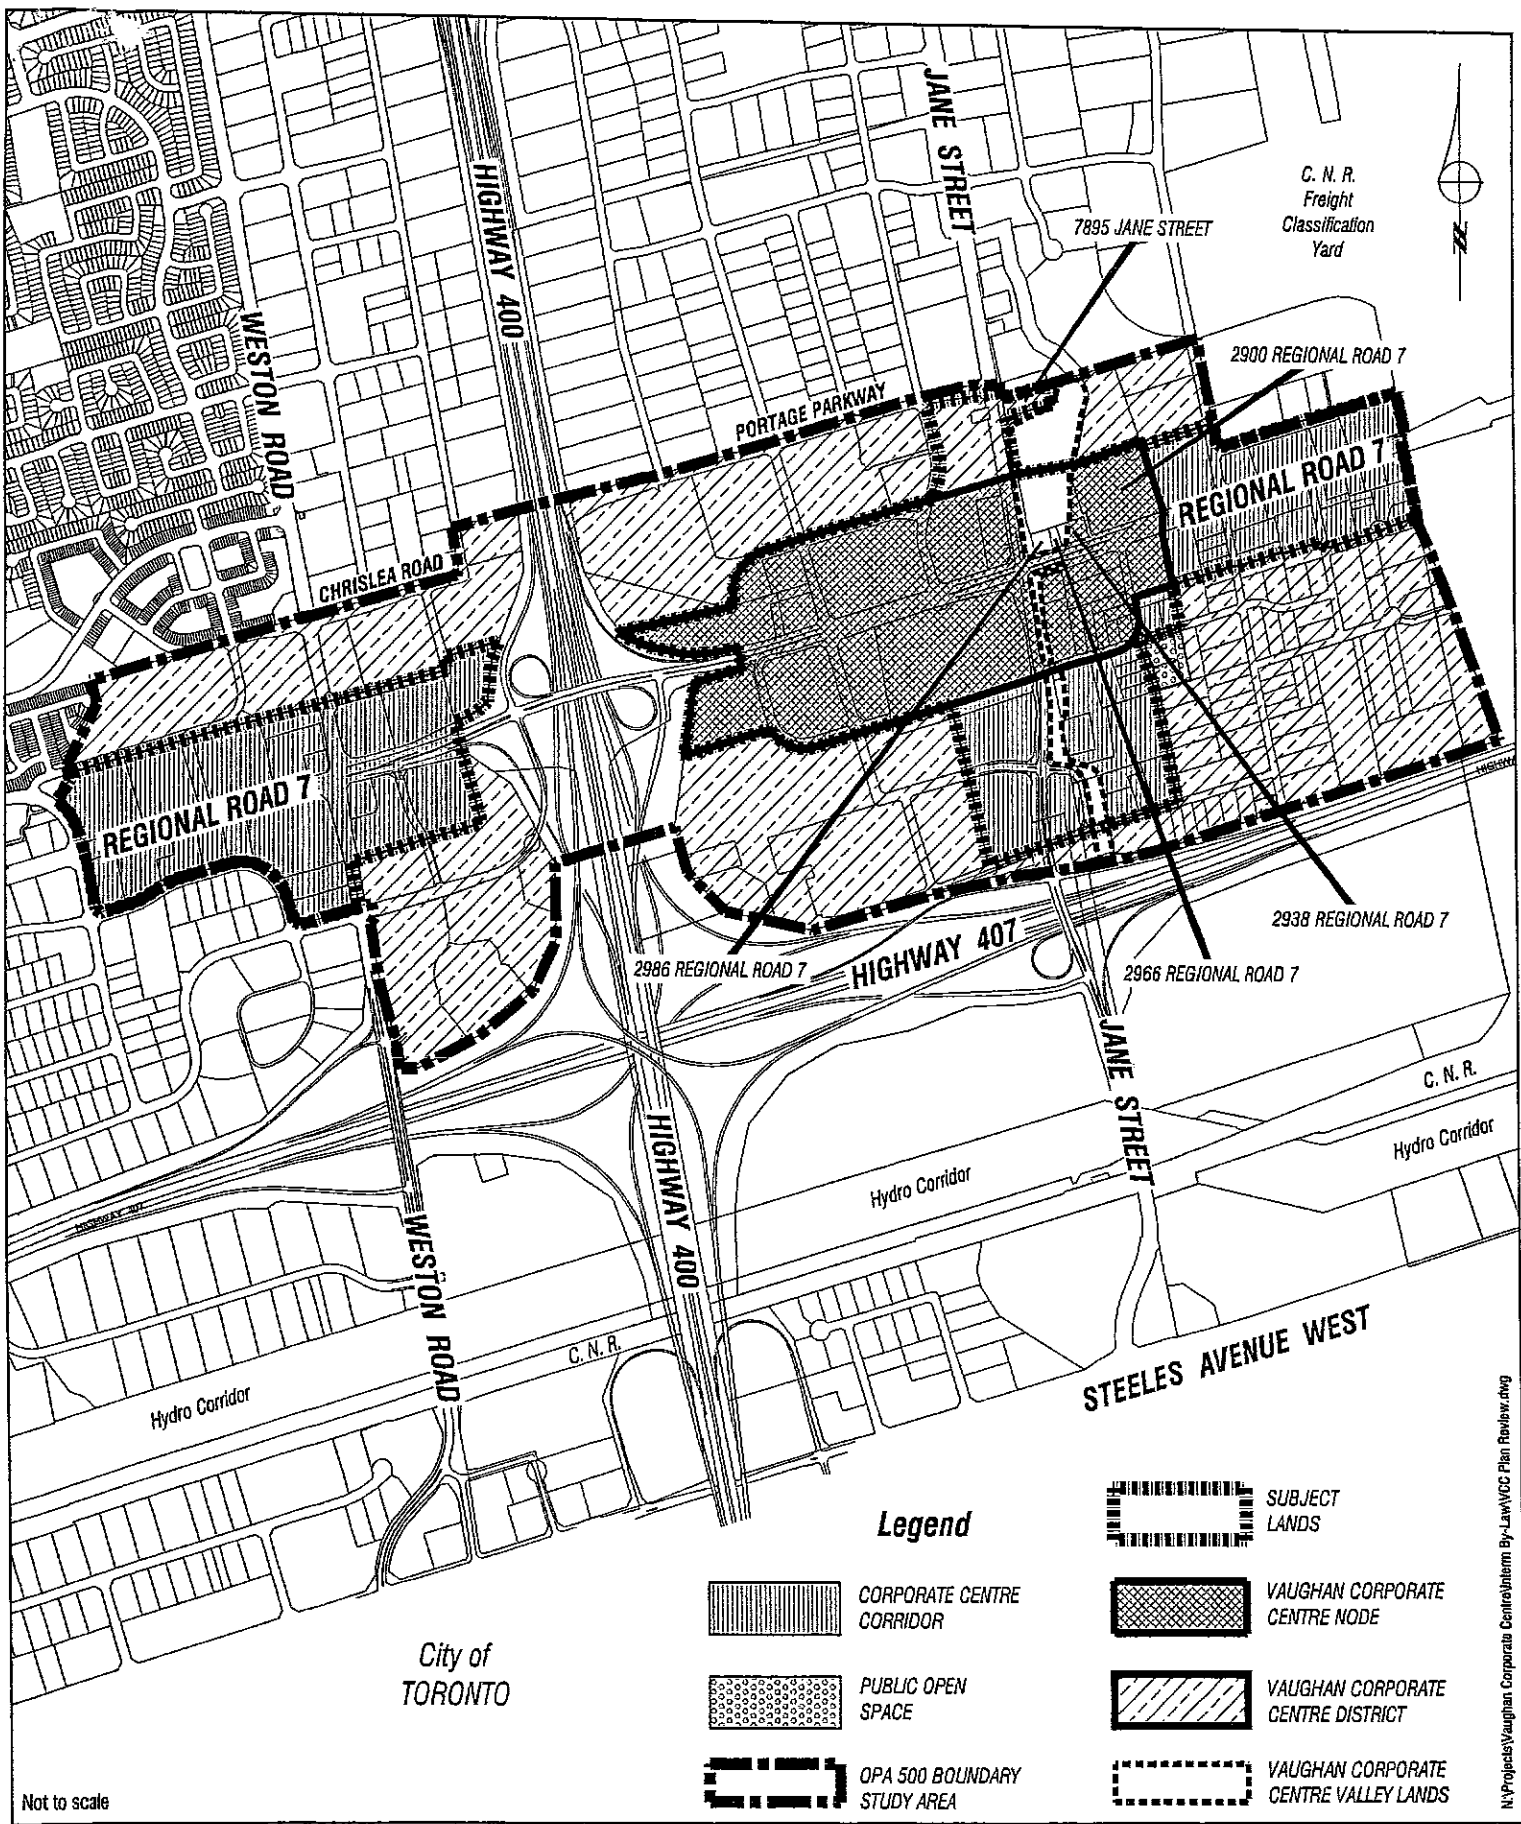 JANE STREET
C. N. R.
Freight
Classification
Yard
N
HIGHWAY 400
7895 JANE STREET
WESTON ROAD
2900 REGIONAL ROAD 7
PORTAGE PARKWAY
REGIONAL ROAD 7
CHRISLEA ROAD
REGIONAL ROAD 7
2938 REGIONAL ROAD 7
2986 REGIONAL ROAD 7
HIGHWAY 407
2966 REGIONAL ROAD 7
JANE STREET
C. N. R.
Hydro Corridor
Hydro Corridor
HIGHWAY 407
HIGHWAY 400
WESTON ROAD
C. N. R.
STEELES AVENUE WEST
Hydro Corridor
City of
TORONTO
Legend
SUBJECT
LANDS
CORPORATE CENTRE
CORRIDOR
VAUGHAN CORPORATE
CENTRE NODE
PUBLIC OPEN
SPACE
VAUGHAN CORPORATE
CENTRE DISTRICT
OPA 500 BOUNDARY
STUDY AREA
VAUGHAN CORPORATE
CENTRE VALLEY LANDS
Not to scale
N:\Projects\Vaughan Corporate Centre\Interm By-Law\VCC Plan Review.dwg